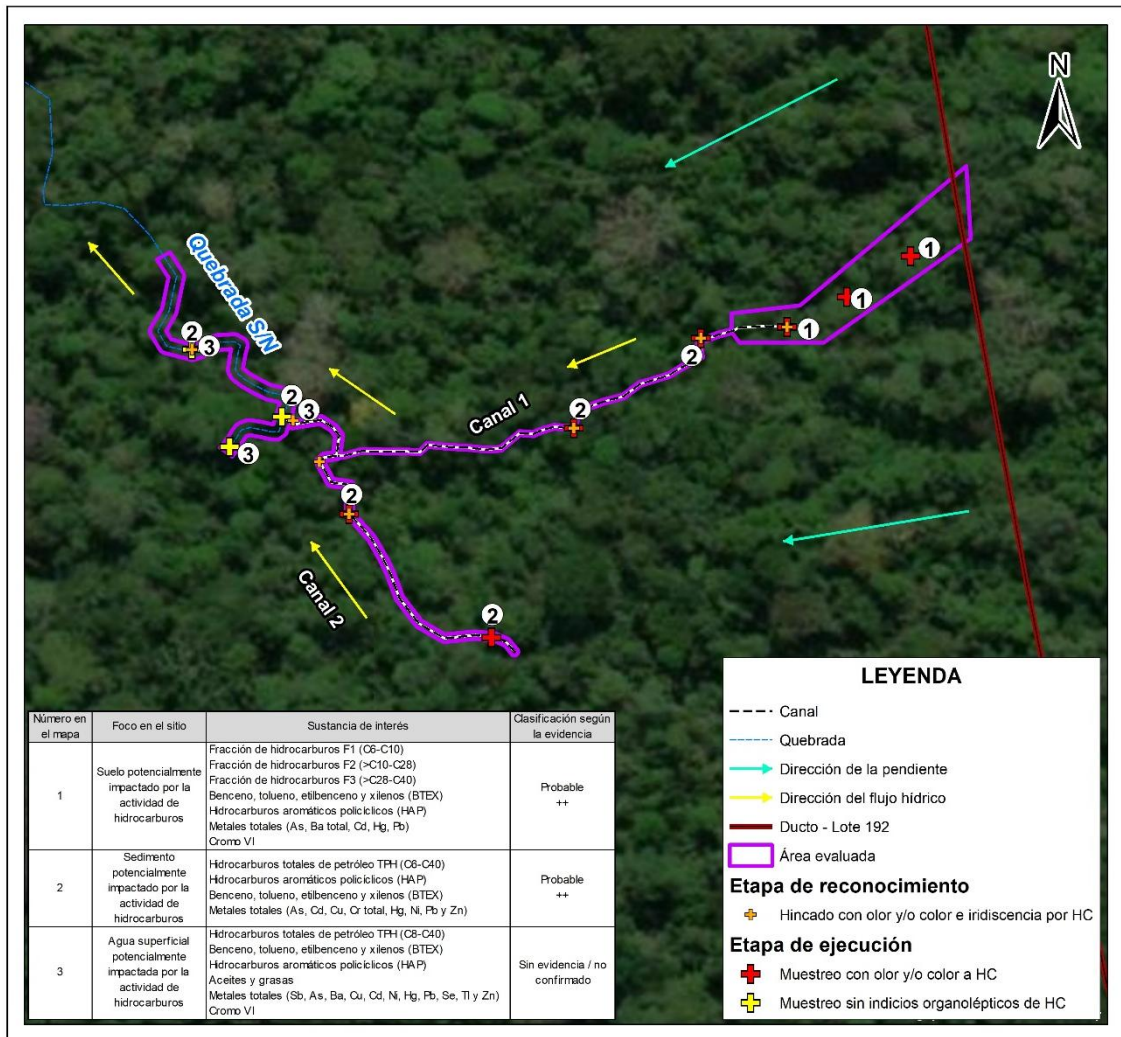 N
1
1
1
Quebrada S/N
2
3
2
2
3
2
Canal 1
3
2
Canal 2
2
Número en
el mapa
Foco en el sitio
Sustancia de interés
Clasificación según
la evidencia
1
Suelo potencialmente
impactado por la
actividad de
hidrocarburos
Fracción de hidrocarburos F1 (C6-C10)
Fracción de hidrocarburos F2 (>C10-C28)
Fracción de hidrocarburos F3 (>C28-C40)
Benceno, tolueno, etilbenceno y xilenos (BTEX)
Hidrocarburos aromáticos policíclicos (HAP)
Metales totales (As, Ba total, Cd, Hg, Pb)
Cromo VI
Probable
++
2
Sedimento
potencialmente
impactado por la
actividad de
hidrocarburos
Hidrocarburos totales de petróleo TPH (C6-C40)
Hidrocarburos aromáticos policíclicos (HAP)
Benceno, tolueno, etilbenceno y xilenos (BTEX)
Metales totales (As, Cd, Cu, Cr total, Hg, Ni, Pb y Zn)
Probable
++
3
Agua superficial
potencialmente
impactada por la
actividad de
hidrocarburos
Hidrocarburos totales de petróleo TPH (C8-C40)
Benceno, tolueno, etilbenceno y xilenos (BTEX)
Hidrocarburos aromáticos policíclicos (HAP)
Aceites y grasas
Metales totales (Sb, As, Ba, Cu, Cd, Ni, Hg, Pb, Se, Tl y Zn)
Cromo VI
Sin evidencia / no
confirmado
LEYENDA
Canal
Quebrada
Dirección de la pendiente
Dirección del flujo hídrico
Ducto - Lote 192
Área evaluada
Etapa de reconocimiento
Hincado con olor y/o color e iridiscencia por HC
Etapa de ejecución
Muestreo con olor y/o color a HC
Muestreo sin indicios organolépticos de HC